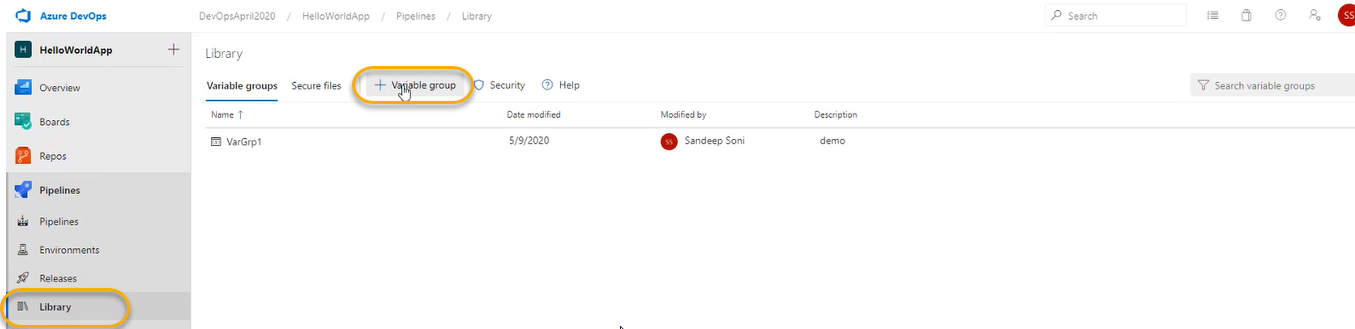 Azure DevOps
DevOpsApril2020 / HelloWorldApp / Pipelines / Library
Search
SS
H HelloWorldApp +
Library
Overview
Variable groups Secure files + Variable group Security Help Search variable groups
Name ↑ Date modified Modified by Description
Boards
VarGrp1 5/9/2020 SS Sandeep Soni demo
Repos
Pipelines
Pipelines
Environments
Releases
Library